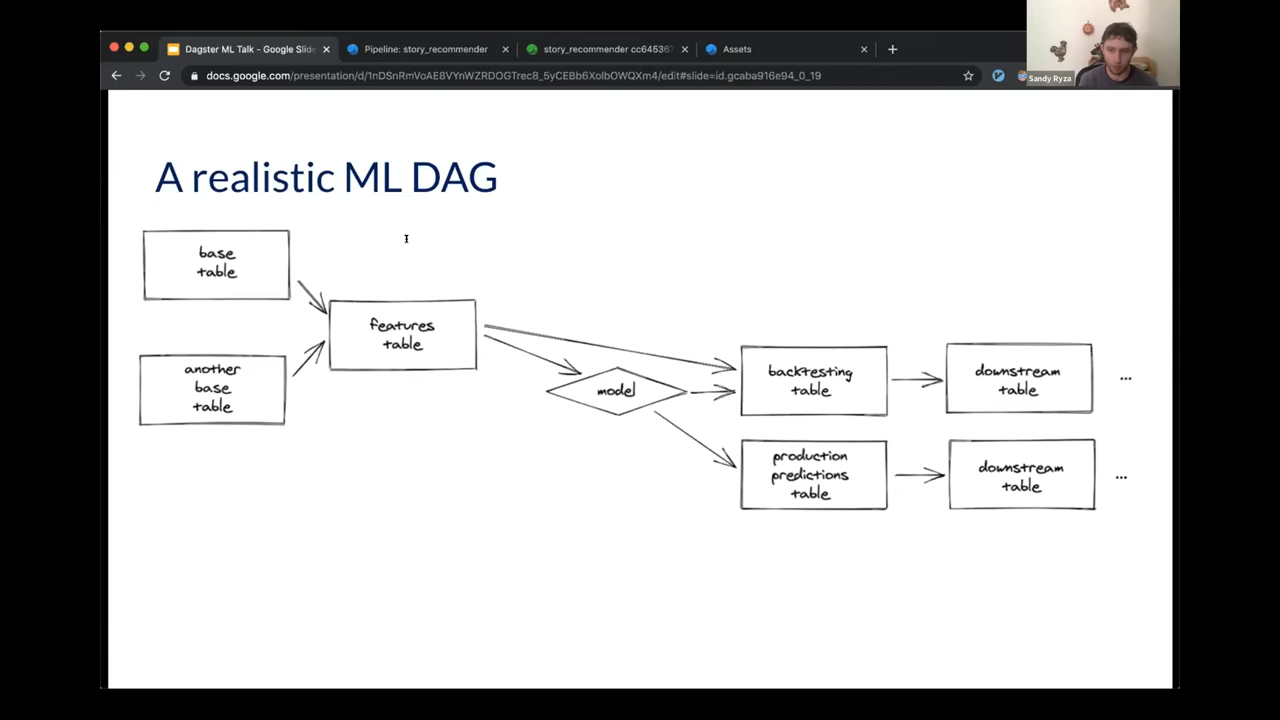 Dagster ML Talk - Google Slide
Pipeline: story_recommender
story_recommender cc64536
Assets
docs.google.com/presentation/d/1nDSnRmVoAE8VYnWZRDOGTrec8_5yCEBb6XolbOWQXm4/edit#slide=id.gcaba916e94_0_19
Sandy Ryza
A realistic ML DAG
base
table
another
base
table
features
table
model
backtesting
table
downstream
table
...
production
predictions
table
downstream
table
...